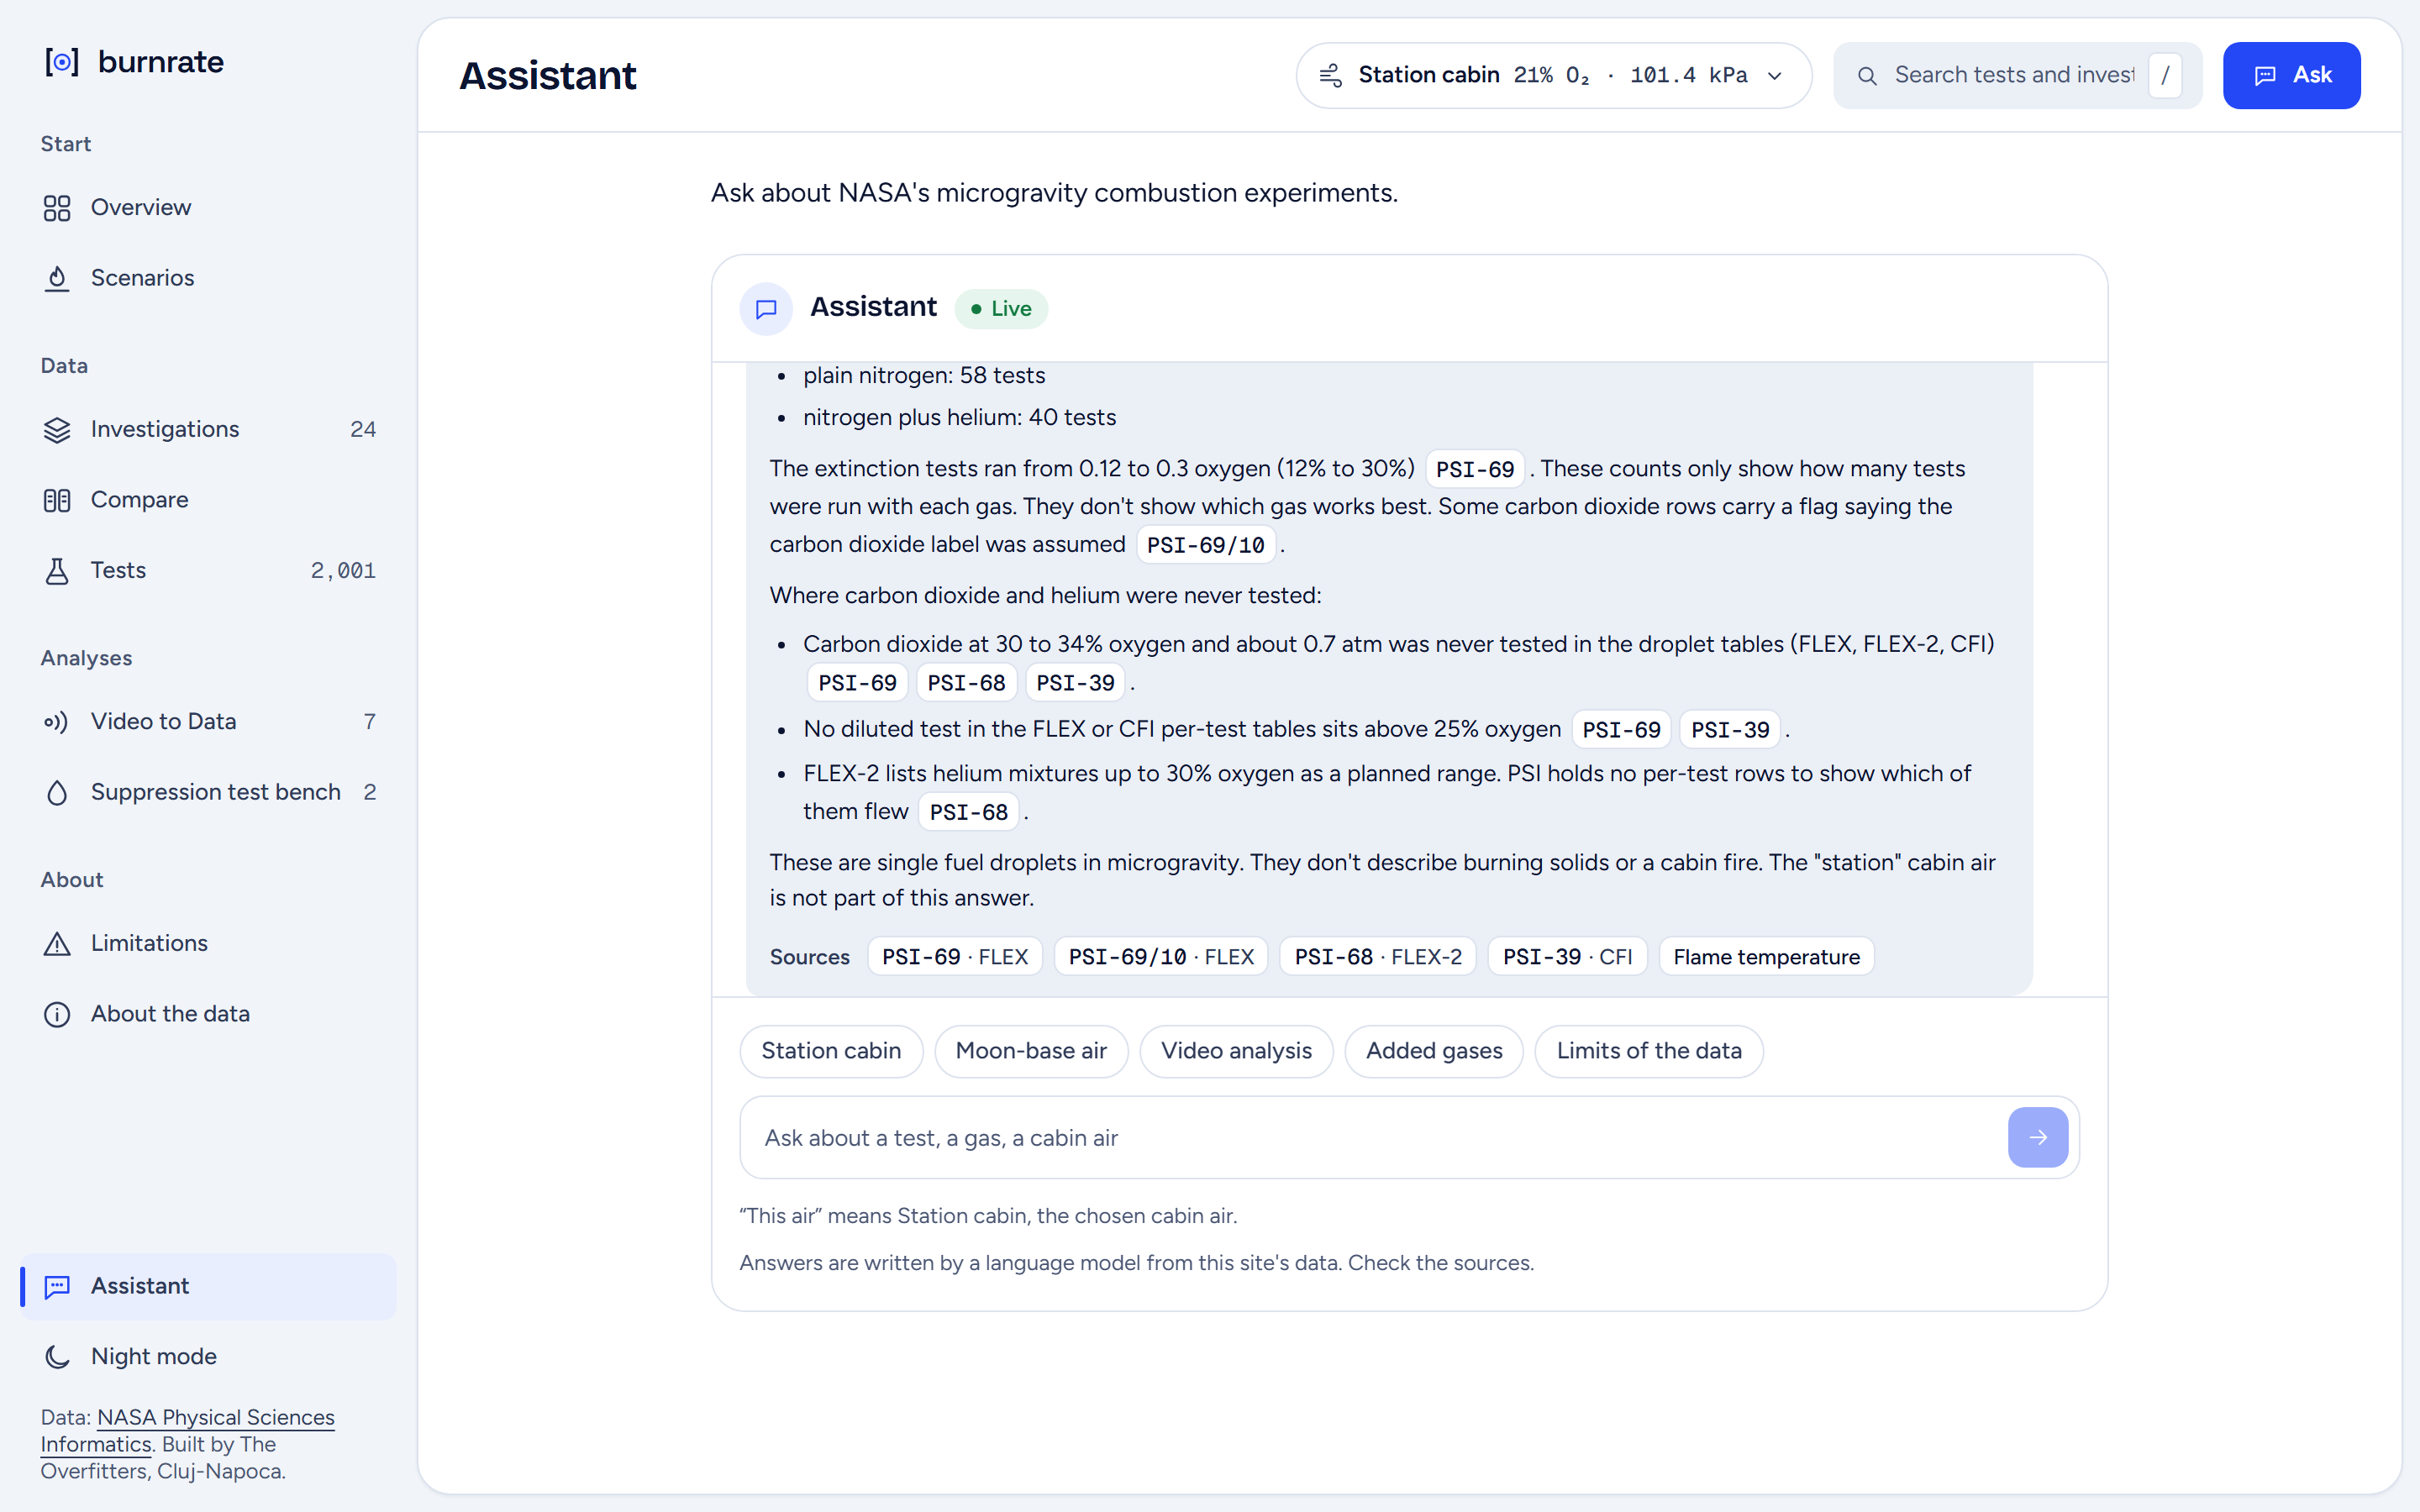 burnrate
Start
Overview
Scenarios
Data
Investigations 24
Compare
Tests 2,001
Analyses
Video to Data 7
Suppression test bench 2
About
Limitations
About the data
Assistant
Night mode
Data: NASA Physical Sciences
Informatics. Built by The
Overfitters, Cluj-Napoca.
Assistant
Station cabin 21% O₂ · 101.4 kPa
Search tests and invest /
Ask
Ask about NASA's microgravity combustion experiments.
Assistant Live
• plain nitrogen: 58 tests
• nitrogen plus helium: 40 tests
The extinction tests ran from 0.12 to 0.3 oxygen (12% to 30%) PSI-69 . These counts only show how many tests
were run with each gas. They don't show which gas works best. Some carbon dioxide rows carry a flag saying the
carbon dioxide label was assumed PSI-69/10 .
Where carbon dioxide and helium were never tested:
• Carbon dioxide at 30 to 34% oxygen and about 0.7 atm was never tested in the droplet tables (FLEX, FLEX-2, CFI)
PSI-69 PSI-68 PSI-39 .
• No diluted test in the FLEX or CFI per-test tables sits above 25% oxygen PSI-69 PSI-39 .
• FLEX-2 lists helium mixtures up to 30% oxygen as a planned range. PSI holds no per-test rows to show which of
them flew PSI-68 .
These are single fuel droplets in microgravity. They don't describe burning solids or a cabin fire. The "station" cabin air
is not part of this answer.
Sources PSI-69 · FLEX PSI-69/10 · FLEX PSI-68 · FLEX-2 PSI-39 · CFI Flame temperature
Station cabin Moon-base air Video analysis Added gases Limits of the data
Ask about a test, a gas, a cabin air
“This air” means Station cabin, the chosen cabin air.
Answers are written by a language model from this site's data. Check the sources.